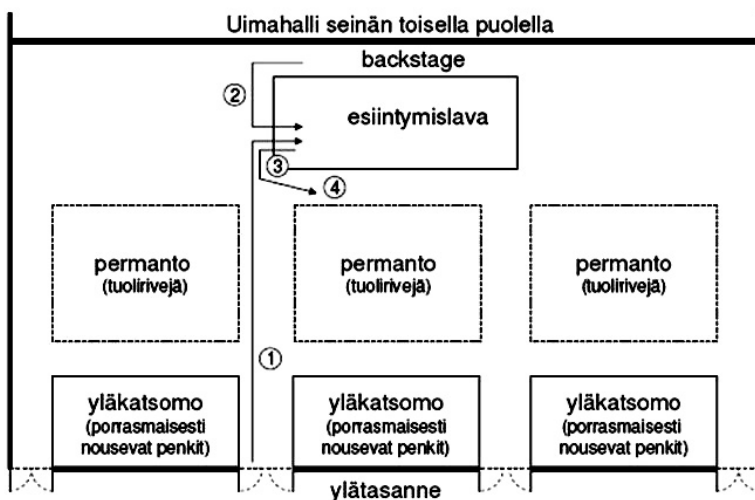 Uimahalli seinän toisella puolella
backstage
②
esiintymislava
③
④
permanto
(tuolirivejä)
permanto
(tuolirivejä)
permanto
(tuolirivejä)
①
yläkatsomo
(porrasmaisesti
nousevat penkit)
yläkatsomo
(porrasmaisesti
nousevat penkit)
yläkatsomo
(porrasmaisesti
nousevat penkit)
ylätasanne